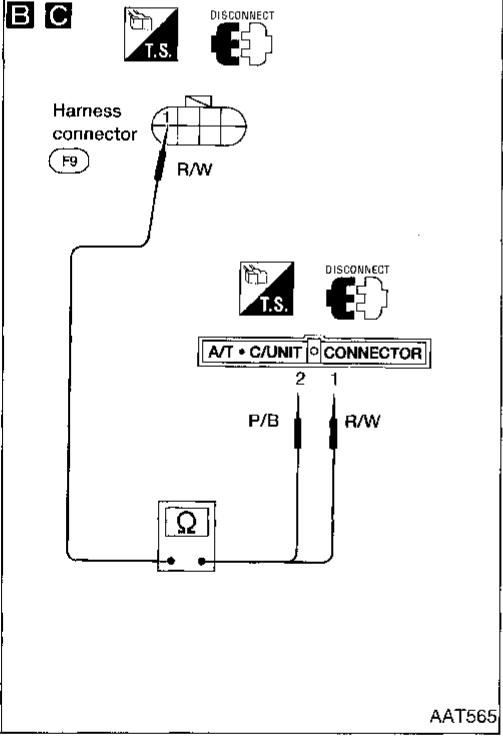 B C
DISCONNECT
T.S.
Harness
connector
1
F9
R/W
DISCONNECT
T.S.
A/T • C/UNIT CONNECTOR
2 1
P/B R/W
Ω
AAT565